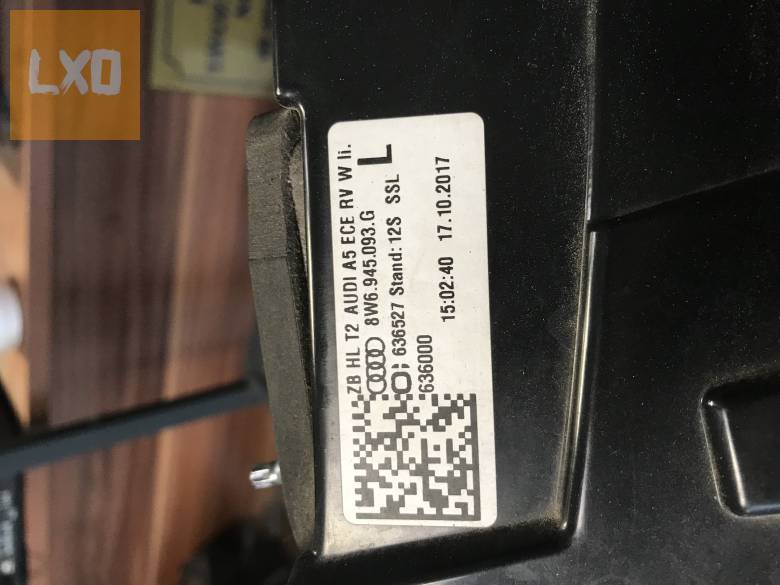 LXO
ZB HL T2 AUDI A5 ECE RV W li.
8W6.945.093.G
636527 Stand: 12S SSL L
636000
15:02:40 17.10.2017